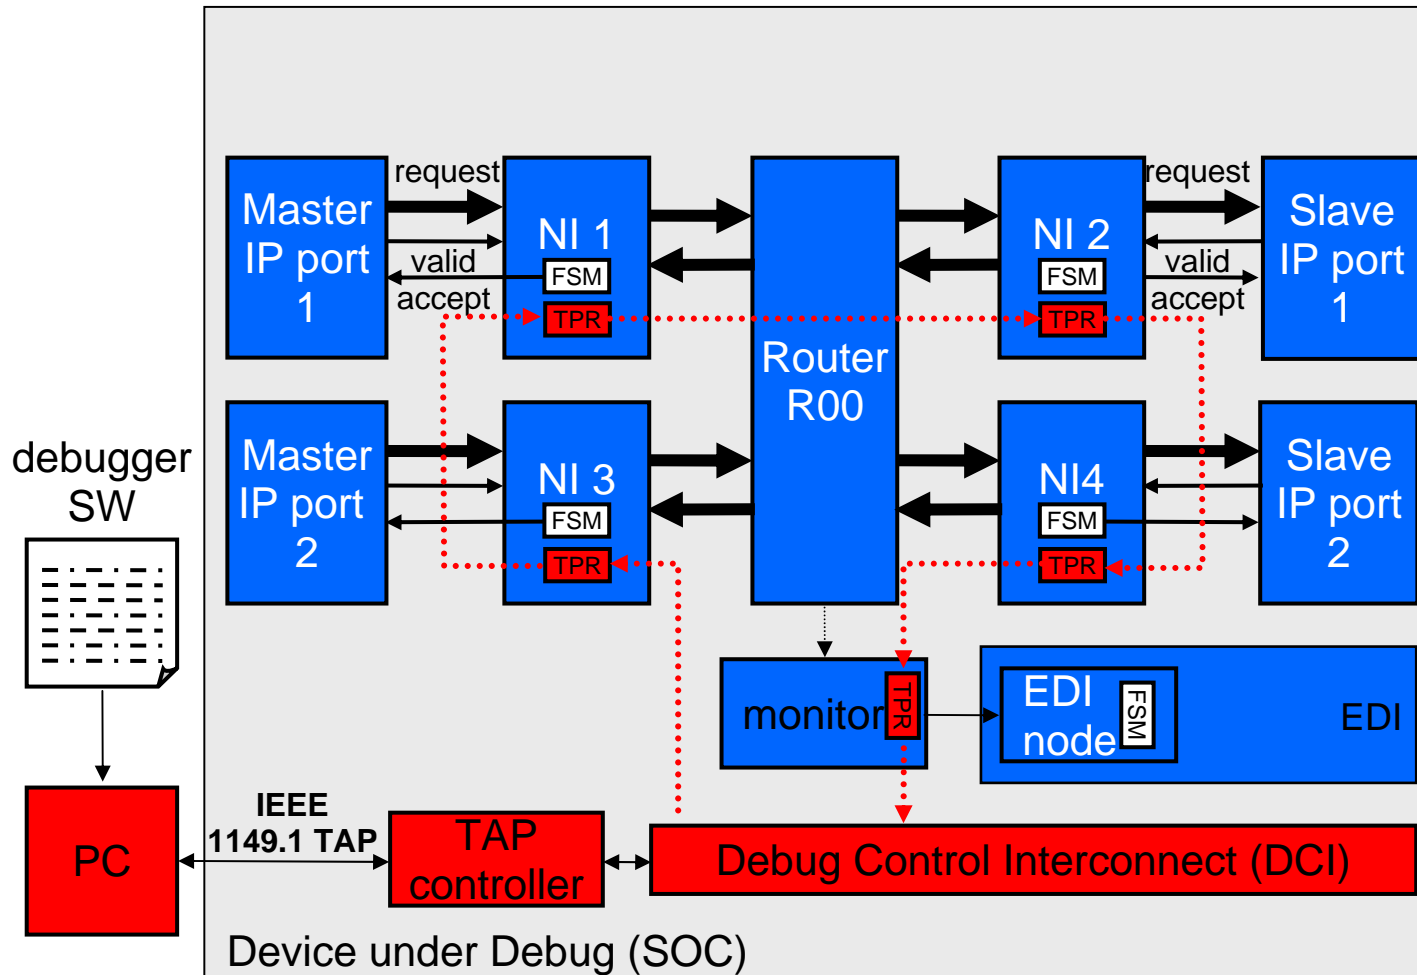 request
request
Master
IP port
1
NI 1
NI 2
Slave
IP port
1
valid
accept
valid
accept
FSM
FSM
TPR
TPR
Router
R00
debugger
SW
Master
IP port
2
NI 3
NI4
Slave
IP port
2
FSM
FSM
TPR
TPR
monitor
TPR
EDI
node
FSM
EDI
IEEE
1149.1 TAP
PC
TAP
controller
Debug Control Interconnect (DCI)
Device under Debug (SOC)